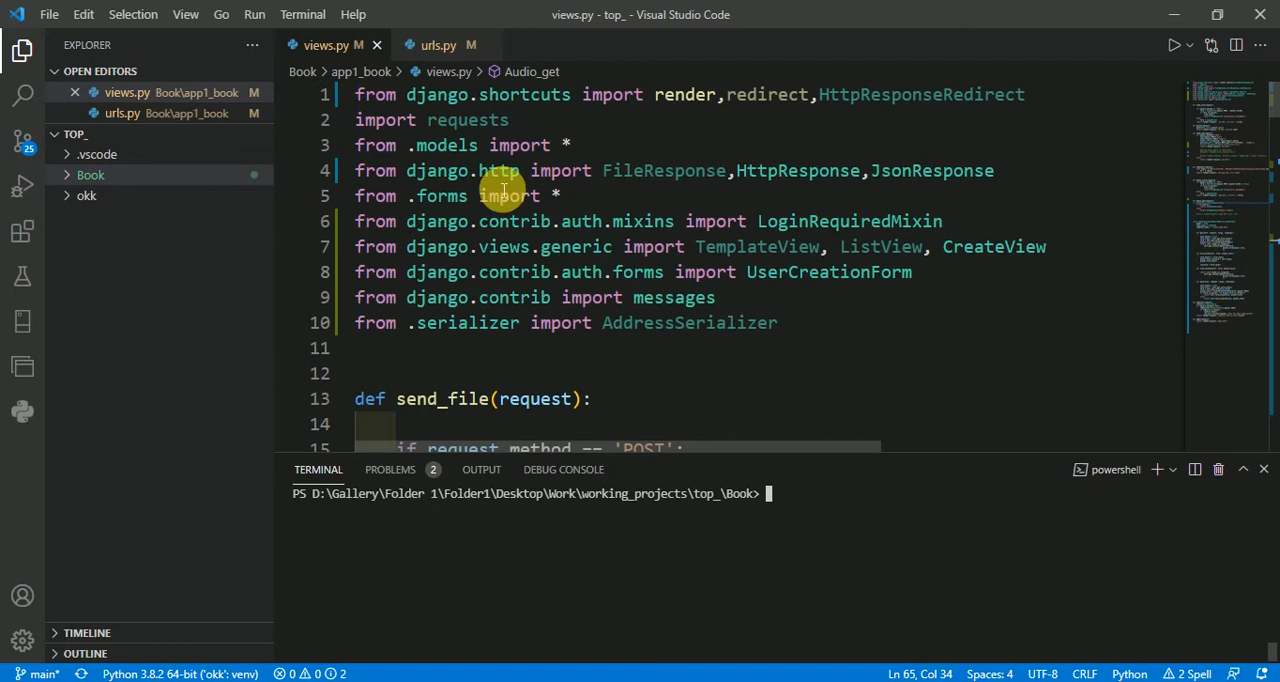 File Edit Selection View Go Run Terminal Help views.py - top_ - Visual Studio Code
EXPLORER
views.py M
urls.py M
OPEN EDITORS
Book > app1_book > views.py > Audio_get
views.py Book\app1_book M
urls.py Book\app1_book M
TOP_
.vscode
Book
okk
TIMELINE
OUTLINE
1 from django.shortcuts import render,redirect,HttpResponseRedirect
2 import requests
3 from .models import *
4 from django.http import FileResponse,HttpResponse,JsonResponse
5 from .forms import *
6 from django.contrib.auth.mixins import LoginRequiredMixin
7 from django.views.generic import TemplateView, ListView, CreateView
8 from django.contrib.auth.forms import UserCreationForm
9 from django.contrib import messages
10 from .serializer import AddressSerializer
11
12
13 def send_file(request):
14
15 if request.method == 'POST':
TERMINAL PROBLEMS 2 OUTPUT DEBUG CONSOLE powershell
PS D:\Gallery\Folder 1\Folder1\Desktop\Work\working_projects\top_\Book>
25
main* Python 3.8.2 64-bit ('okk': venv) 0 0 2 Ln 65, Col 34 Spaces: 4 UTF-8 CRLF Python 2 Spell